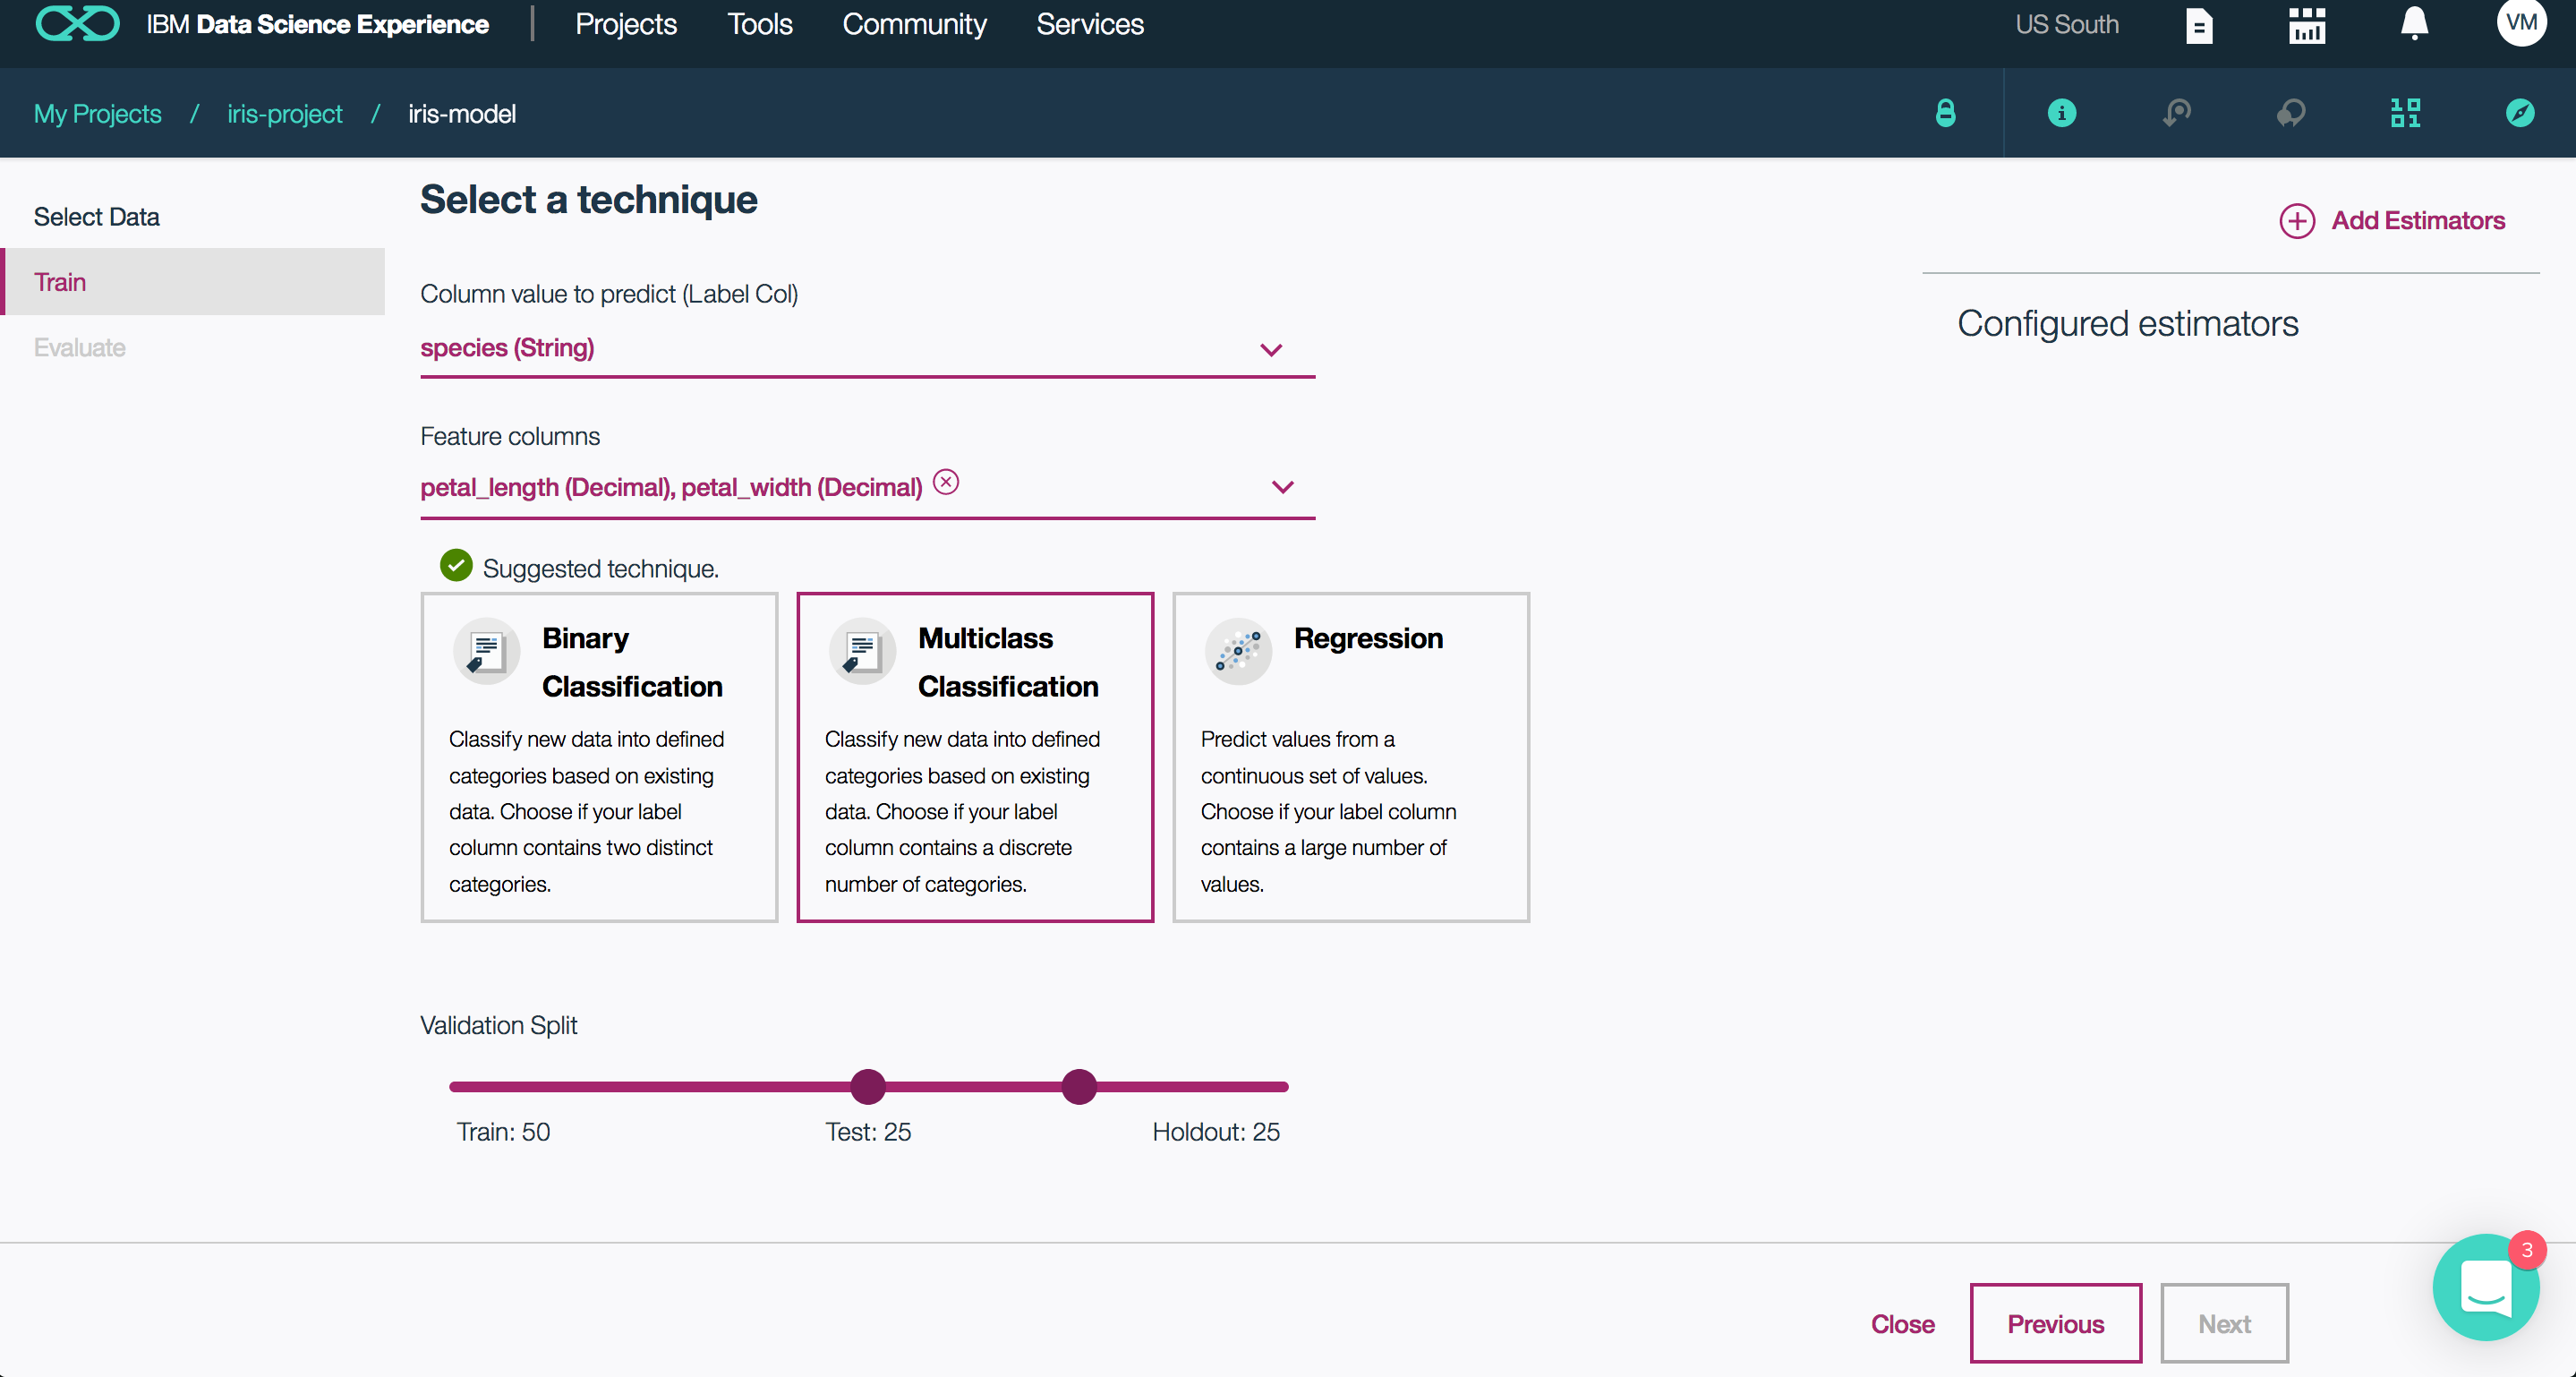 IBM Data Science Experience
Projects
Tools
Community
Services
US South
VM
My Projects / iris-project / iris-model
Select Data
Train
Evaluate
Select a technique
Column value to predict (Label Col)
species (String)
Feature columns
petal_length (Decimal), petal_width (Decimal)
Suggested technique.
Binary
Classification
Classify new data into defined
categories based on existing
data. Choose if your label
column contains two distinct
categories.
Multiclass
Classification
Classify new data into defined
categories based on existing
data. Choose if your label
column contains a discrete
number of categories.
Regression
Predict values from a
continuous set of values.
Choose if your label column
contains a large number of
values.
Validation Split
Train: 50
Test: 25
Holdout: 25
Add Estimators
Configured estimators
Close
Previous
Next
3